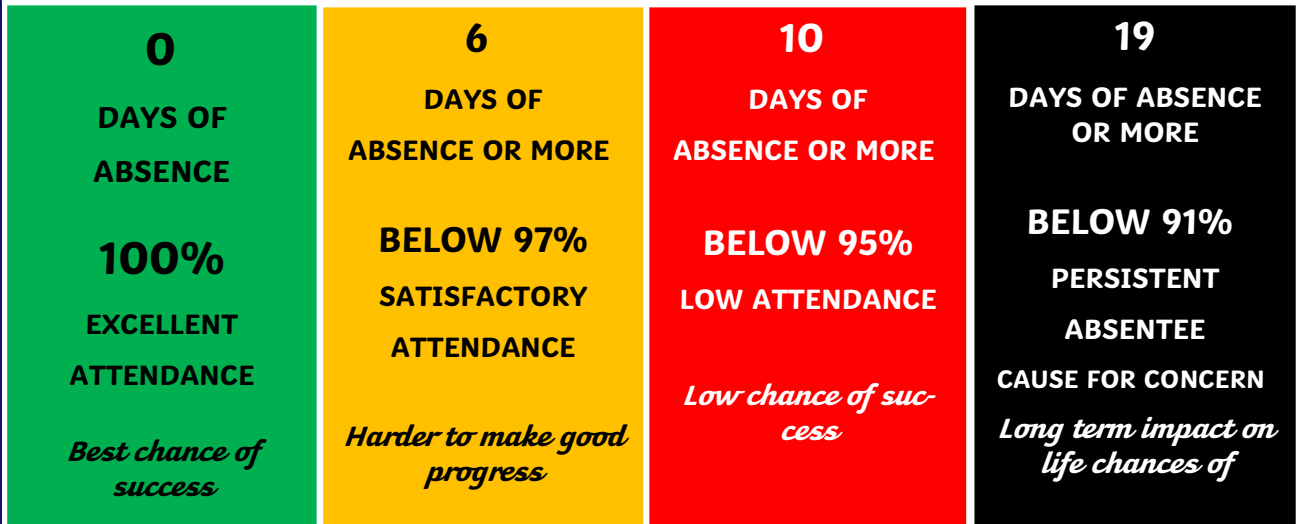 0
DAYS OF
ABSENCE
100%
EXCELLENT
ATTENDANCE
Best chance of
success
6
DAYS OF
ABSENCE OR MORE
BELOW 97%
SATISFACTORY
ATTENDANCE
Harder to make good
progress
10
DAYS OF
ABSENCE OR MORE
BELOW 95%
LOW ATTENDANCE
Low chance of suc-
cess
19
DAYS OF ABSENCE
OR MORE
BELOW 91%
PERSISTENT
ABSENTEE
CAUSE FOR CONCERN
Long term impact on
life chances of